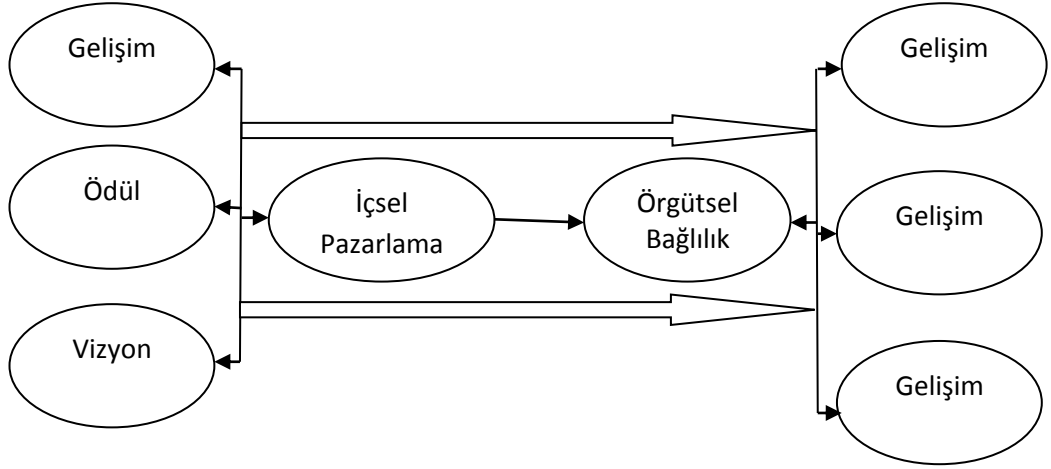 Gelişim
Ödül
Vizyon
İçsel
Pazarlama
Örgütsel
Bağlılık
Gelişim
Gelişim
Gelişim